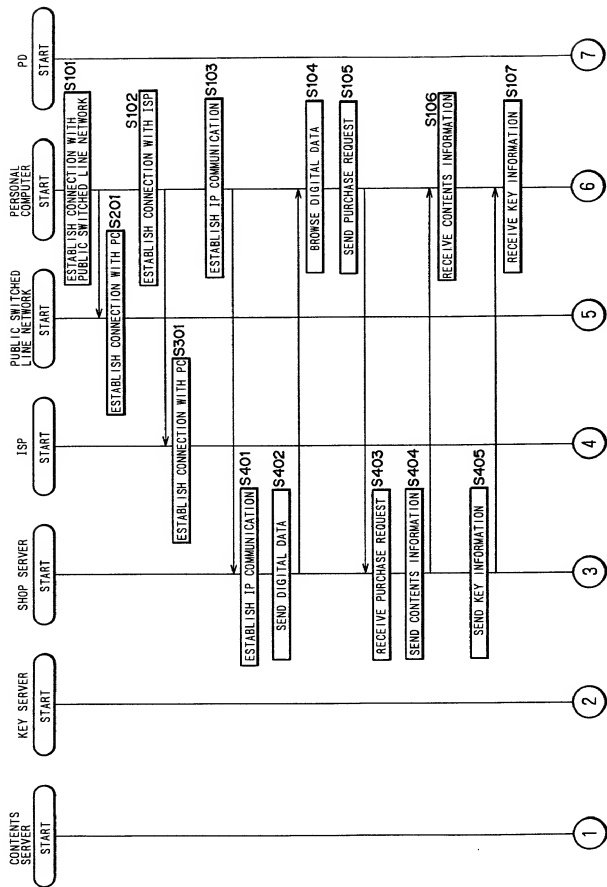 CONTENTS
SERVER
START
KEY SERVER
START
SHOP SERVER
START
ISP
START
PUBLIC SWITCHED
LINE NETWORK
START
PERSONAL
COMPUTER
START
PD
START
ESTABLISH CONNECTION WITH
PUBLIC SWITCHED LINE NETWORK
S101
ESTABLISH CONNECTION WITH PC
S201
S102
ESTABLISH CONNECTION WITH ISP
ESTABLISH CONNECTION WITH PC
S301
ESTABLISH IP COMMUNICATION
S103
ESTABLISH IP COMMUNICATION
S401
SEND DIGITAL DATA
S402
BROWSE DIGITAL DATA
S104
SEND PURCHASE REQUEST
S105
RECEIVE PURCHASE REQUEST
S403
SEND CONTENTS INFORMATION
S404
S106
RECEIVE CONTENTS INFORMATION
SEND KEY INFORMATION
S405
RECEIVE KEY INFORMATION
S107
1
2
3
4
5
6
7